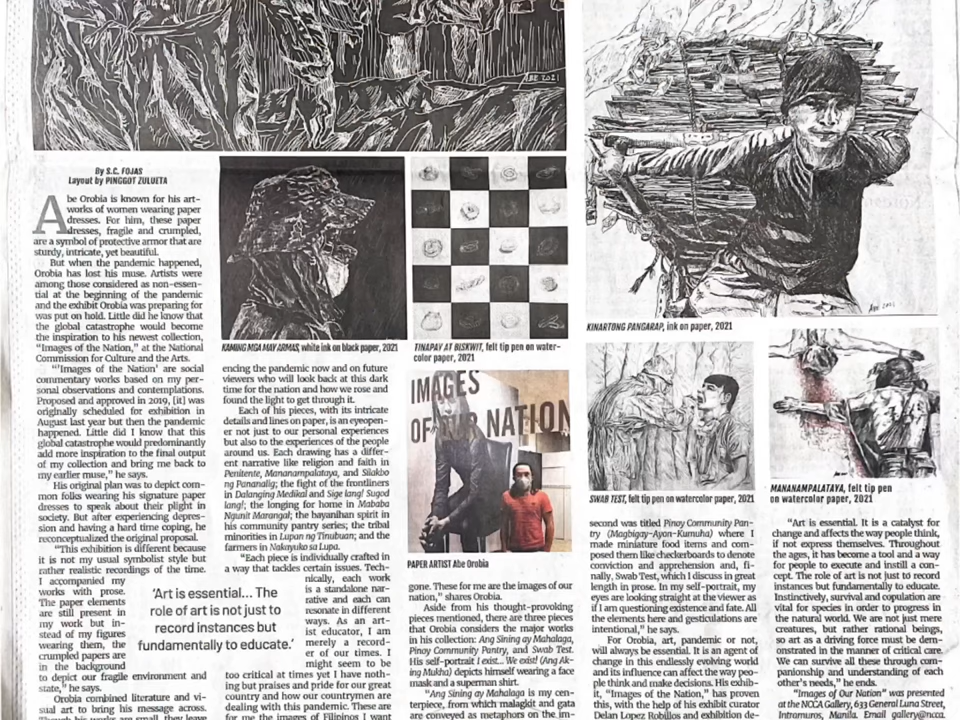 ABE 2021
By S.C. FOJAS
Layout by PINGGOT ZULUETA
Abe Orobia is known for his art-
works of women wearing paper
dresses. For him, these paper
dresses, fragile and crumpled,
are a symbol of protective armor that are
sturdy, intricate, yet beautiful.
But when the pandemic happened,
Orobia has lost his muse. Artists were
among those considered as non-essen-
tial at the beginning of the pandemic
and the exhibit Orobia was preparing for
was put on hold. Little did he know that
the global catastrophe would become
the inspiration to his newest collection,
"Images of the Nation," at the National
Commission for Culture and the Arts.
"'Images of the Nation' are social
commentary works based on my per-
sonal observations and contemplations.
Proposed and approved in 2019, [it] was
originally scheduled for exhibition in
August last year but then the pandemic
happened. Little did I know that this
global catastrophe would predominantly
add more inspiration to the final output
of my collection and bring me back to
my earlier muse," he says.
His original plan was to depict com-
mon folks wearing his signature paper
dresses to speak about their plight in
society. But after experiencing depres-
sion and having a hard time coping, he
reconceptualized the original proposal.
"This exhibition is different because
it is not my usual symbolist style but
rather realistic recordings of the time.
I accompanied my
works with prose.
The paper elements
are still present in
my work but in-
stead of my figures
wearing them, the
crumpled papers are
in the background
to depict our fragile environment and
state," he says.
Orobia combined literature and vi-
sual art to bring his message across.
Though his works are small, they leave
'Art is essential... The
role of art is not just to
record instances but
fundamentally to educate.'
KAMING MGA MAY ARMAS, white ink on black paper, 2021
encing the pandemic now and on future
viewers who will look back at this dark
time for the nation and how we rose and
found the light to get through it.
Each of his pieces, with its intricate
details and lines on paper, is an eyeopen-
er not just to our personal experiences
but also to the experiences of the people
around us. Each drawing has a differ-
ent narrative like religion and faith in
Penitente, Mananampalataya, and Silakbo
ng Pananalig; the fight of the frontliners
in Dalanging Medikal and Sige lang! Sugod
lang!; the longing for home in Mababa
Ngunit Marangal; the bayanihan spirit in
his community pantry series; the tribal
minorities in Lupan ng Tinubuan; and the
farmers in Nakayuko sa Lupa.
"Each piece is individually crafted in
a way that tackles certain issues. Tech-
nically, each work
is a standalone nar-
rative and each can
resonate in different
ways. As an art-
ist educator, I am
merely a record-
er of our times. I
might seem to be
too critical at times yet I have noth-
ing but praises and pride for our great
country and how our countrymen are
dealing with this pandemic. These are
for me the images of Filipinos I want
TINAPAY AT BISKWIT, felt tip pen on water-
color paper, 2021
IMAGES
OF OUR NATION
PAPER ARTIST Abe Orobia
gone. These for me are the images of our
nation," shares Orobia.
Aside from his thought-provoking
pieces mentioned, there are three pieces
that Orobia considers the major works
in his collection: Ang Sining ay Mahalaga,
Pinoy Community Pantry, and Swab Test.
His self-portrait I exist... We exist! (Ang Ak-
ing Mukha) depicts himself wearing a face
mask and a superman shirt.
"Ang Sining ay Mahalaga is my cen-
terpiece, from which malagkit and gata
are conveyed as metaphors on the im-
KINARTONG PANGARAP, ink on paper, 2021
SWAB TEST, felt tip pen on watercolor paper, 2021
second was titled Pinoy Community Pan-
try (Magbigay-Ayon-Kumuha) where I
made miniature food items and com-
posed them like checkerboards to denote
conviction and apprehension and, fi-
nally, Swab Test, which I discuss in great
length in prose. In my self-portrait, my
eyes are looking straight at the viewer as
if I am questioning existence and fate. All
the elements here and gesticulations are
intentional," he says.
For Orobia, art, pandemic or not,
will always be essential. It is an agent of
change in this endlessly evolving world
and its influence can affect the way peo-
ple think and make decisions. His exhib-
it, "Images of the Nation," has proven
this, with the help of his exhibit curator
Delan Lopez Robillos and exhibition de-
MANANAMPALATAYA, felt tip pen
on watercolor paper, 2021
"Art is essential. It is a catalyst for
change and affects the way people think,
if not express themselves. Throughout
the ages, it has become a tool and a way
for people to execute and instill a con-
cept. The role of art is not just to record
instances but fundamentally to educate.
Instinctively, survival and copulation are
vital for species in order to progress in
the natural world. We are not just mere
creatures, but rather rational beings,
so art as a driving force must be dem-
onstrated in the manner of critical care.
We can survive all these through com-
panionship and understanding of each
other's needs," he ends.
"Images of Our Nation" was presented
at the NCCA Gallery, 633 General Luna Street,
Intramuros, Manila. Email gallery@ncca.